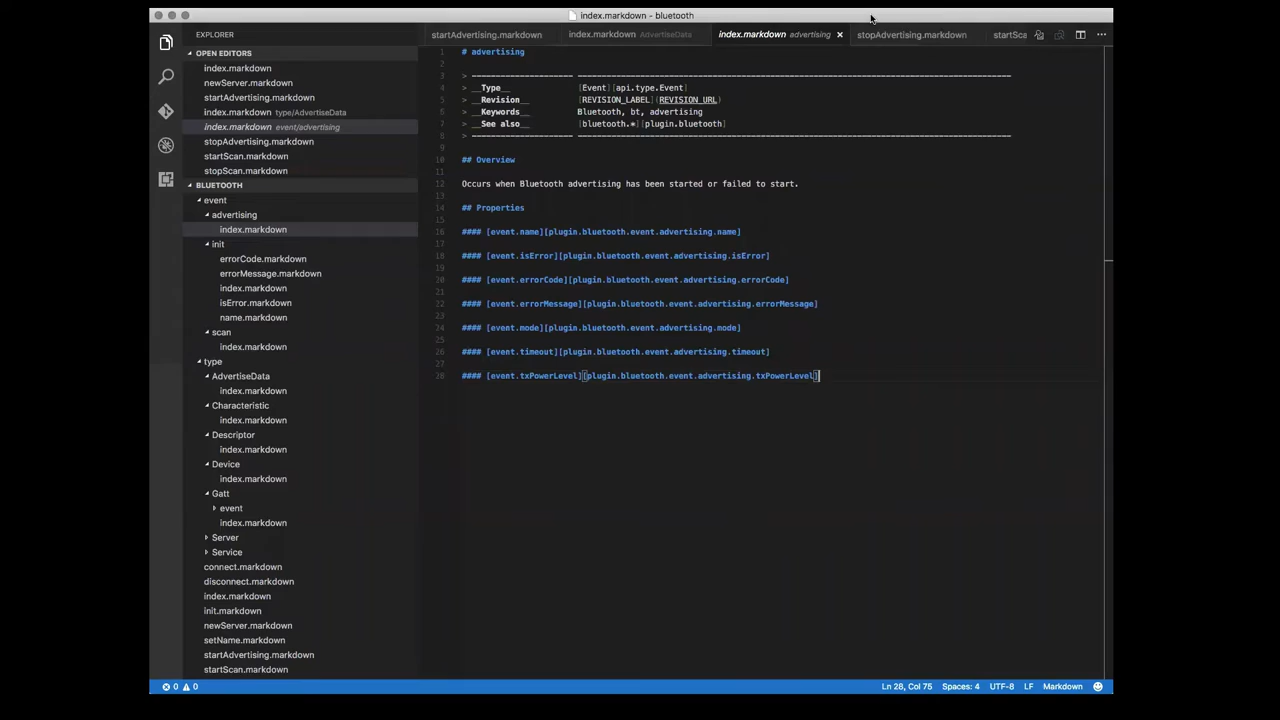 index.markdown - bluetooth
EXPLORER
OPEN EDITORS
index.markdown
newServer.markdown
startAdvertising.markdown
index.markdown type/AdvertiseData
index.markdown event/advertising
stopAdvertising.markdown
startScan.markdown
stopScan.markdown
BLUETOOTH
event
advertising
index.markdown
init
errorCode.markdown
errorMessage.markdown
index.markdown
isError.markdown
name.markdown
scan
index.markdown
type
AdvertiseData
index.markdown
Characteristic
index.markdown
Descriptor
index.markdown
Device
index.markdown
Gatt
event
index.markdown
Server
Service
connect.markdown
disconnect.markdown
index.markdown
init.markdown
newServer.markdown
setName.markdown
startAdvertising.markdown
startScan.markdown
startAdvertising.markdown index.markdown AdvertiseData index.markdown advertising stopAdvertising.markdown startSca
1 # advertising
2
3 > --------------------- ------------------------------------------------------------------------------------------
4 > __Type__ [Event][api.type.Event]
5 > __Revision__ [REVISION_LABEL](REVISION_URL)
6 > __Keywords__ Bluetooth, bt, advertising
7 > __See also__ [bluetooth.*][plugin.bluetooth]
8 > --------------------- ------------------------------------------------------------------------------------------
9
10 ## Overview
11
12 Occurs when Bluetooth advertising has been started or failed to start.
13
14 ## Properties
15
16 #### [event.name][plugin.bluetooth.event.advertising.name]
17
18 #### [event.isError][plugin.bluetooth.event.advertising.isError]
19
20 #### [event.errorCode][plugin.bluetooth.event.advertising.errorCode]
21
22 #### [event.errorMessage][plugin.bluetooth.event.advertising.errorMessage]
23
24 #### [event.mode][plugin.bluetooth.event.advertising.mode]
25
26 #### [event.timeout][plugin.bluetooth.event.advertising.timeout]
27
28 #### [event.txPowerLevel][plugin.bluetooth.event.advertising.txPowerLevel]
0 0 Ln 28, Col 75 Spaces: 4 UTF-8 LF Markdown